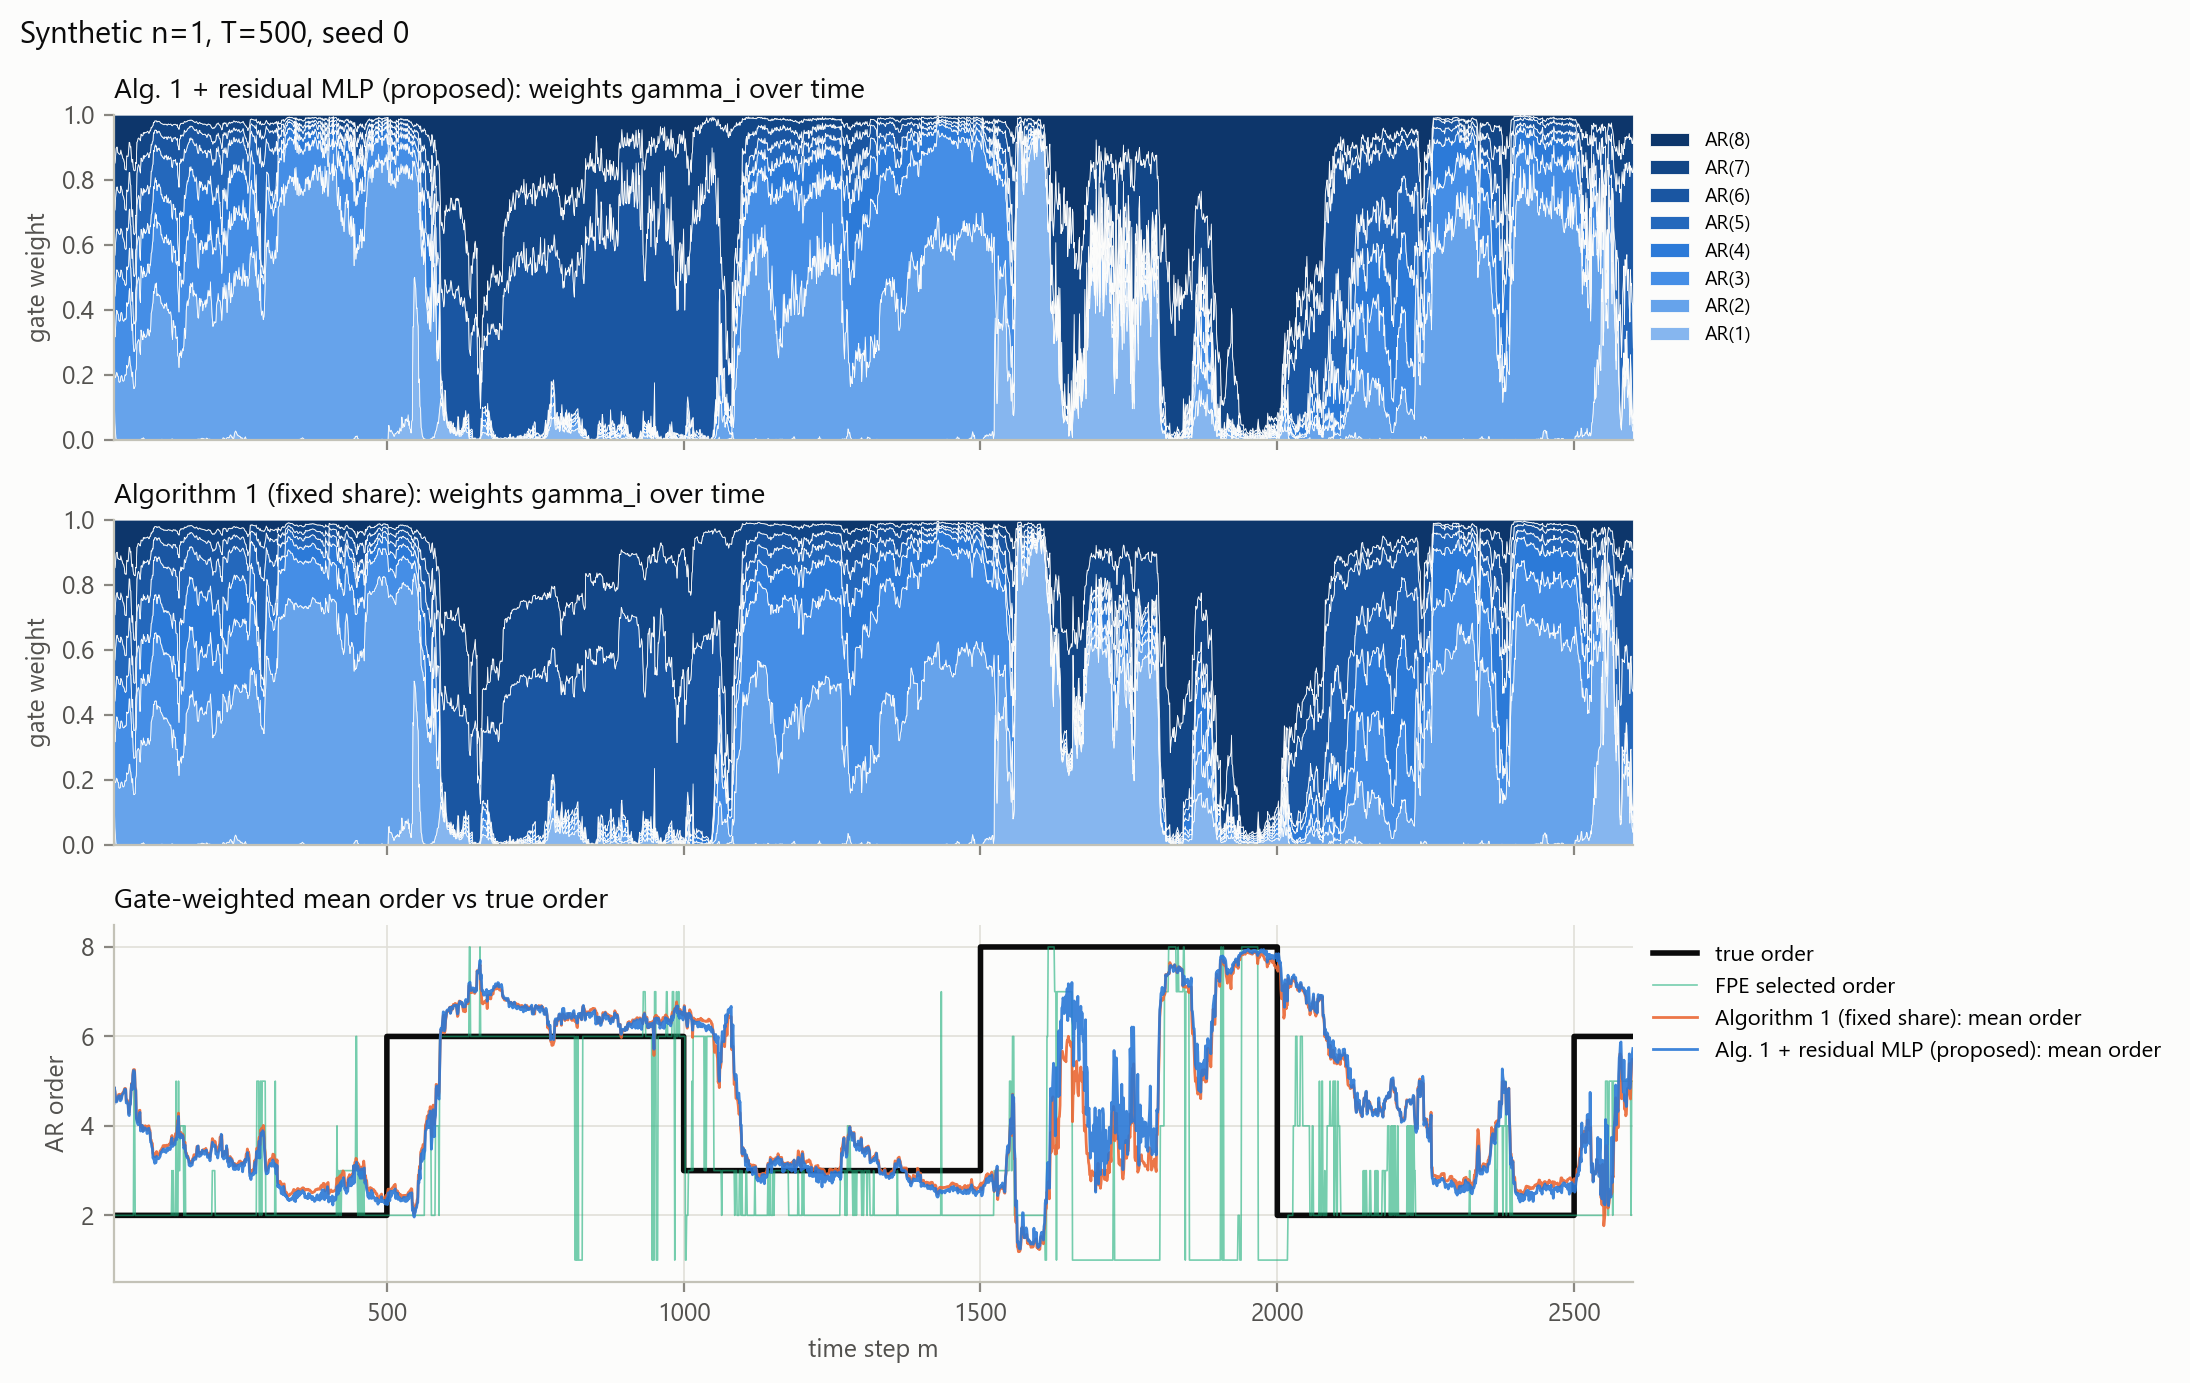 Synthetic n=1, T=500, seed 0
Alg. 1 + residual MLP (proposed): weights gamma_i over time
1.0
0.8
0.6
0.4
0.2
0.0
gate weight
AR(8)
AR(7)
AR(6)
AR(5)
AR(4)
AR(3)
AR(2)
AR(1)
Algorithm 1 (fixed share): weights gamma_i over time
1.0
0.8
0.6
0.4
0.2
0.0
gate weight
Gate-weighted mean order vs true order
8
6
4
2
AR order
true order
FPE selected order
Algorithm 1 (fixed share): mean order
Alg. 1 + residual MLP (proposed): mean order
500 1000 1500 2000 2500
time step m